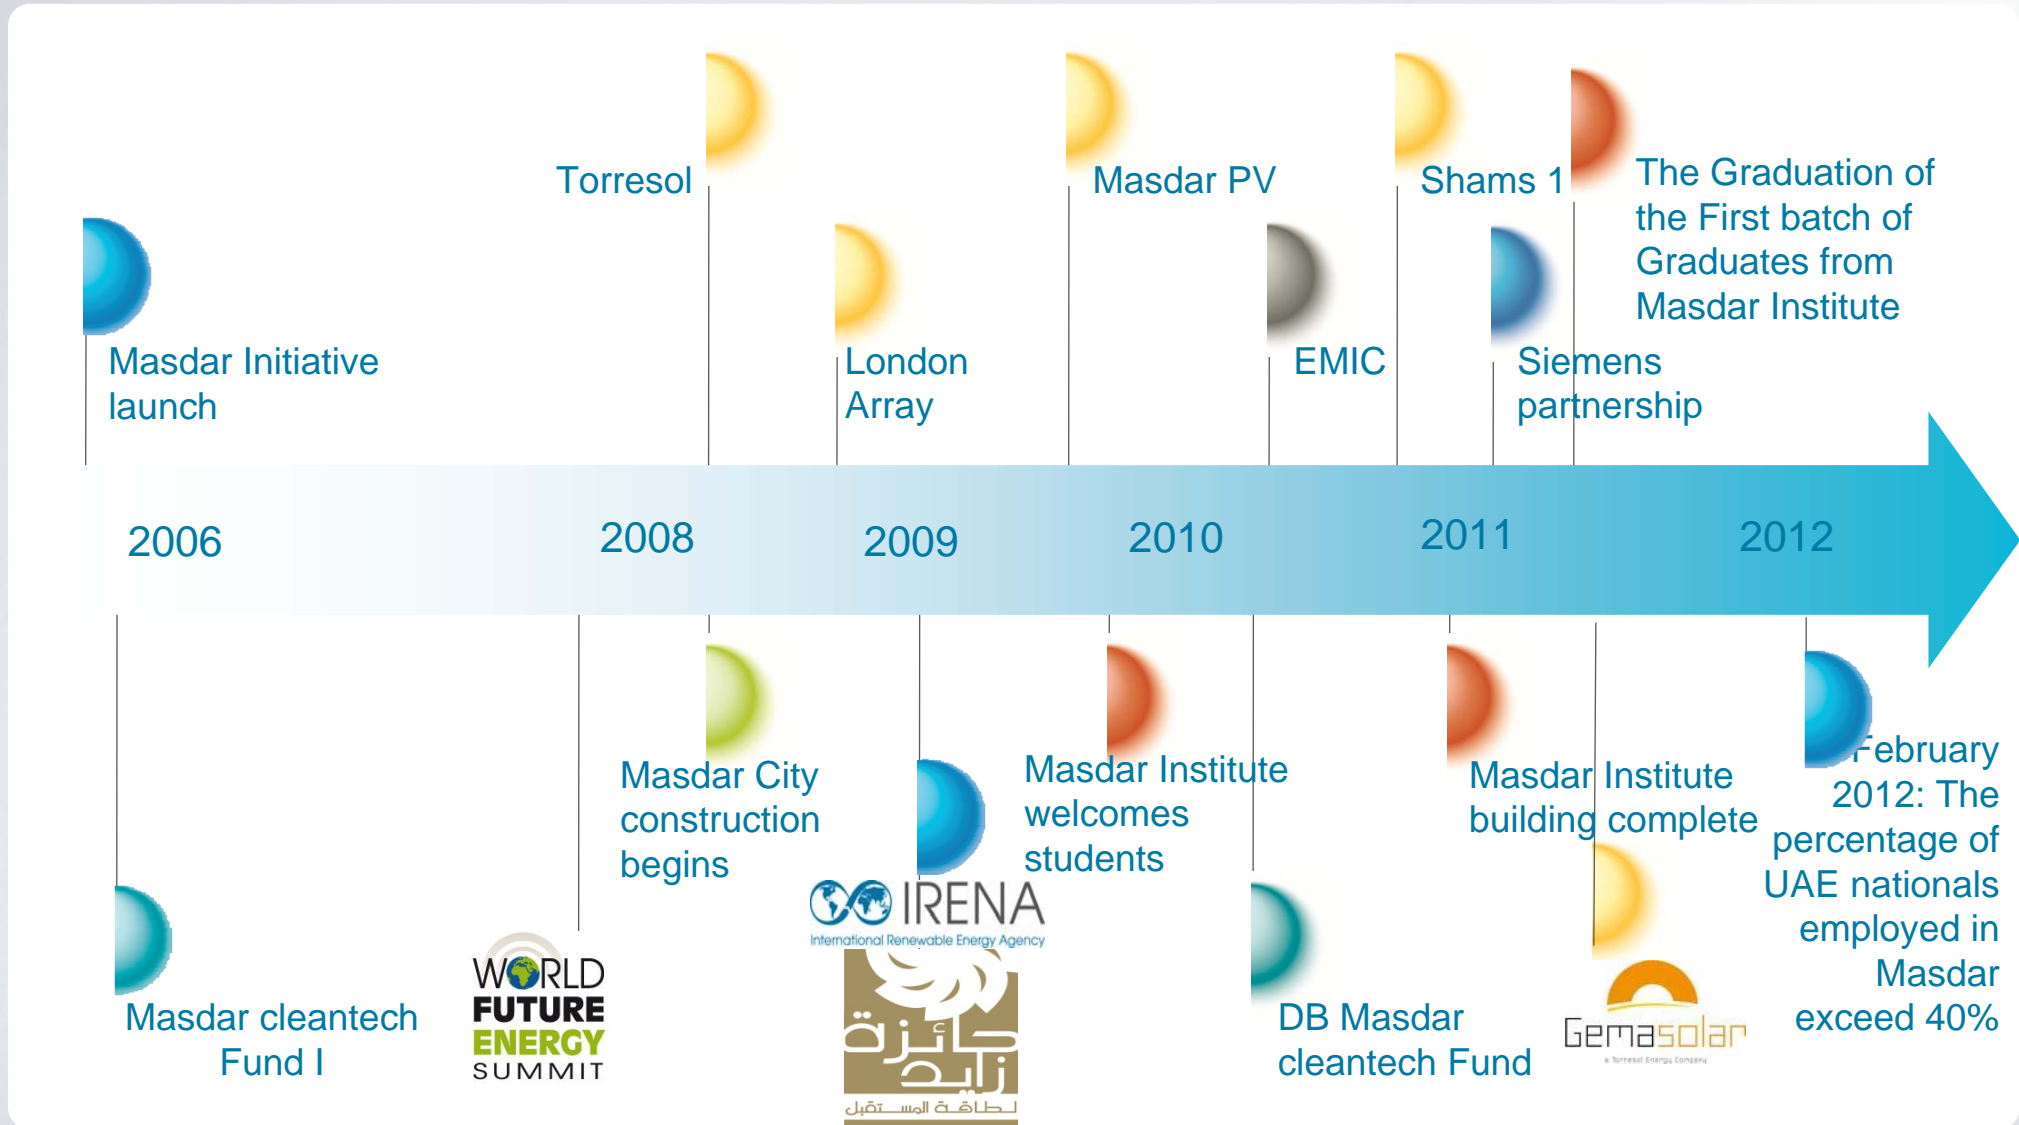 Torresol
Masdar PV
Shams 1
The Graduation of
the First batch of
Graduates from
Masdar Institute
Masdar Initiative
launch
London
Array
EMIC
Siemens
partnership
2006
2008
2009
2010
2011
2012
Masdar City
construction
begins
Masdar Institute
welcomes
students
Masdar Institute
building complete
February
2012: The
percentage of
UAE nationals
employed in
Masdar
exceed 40%
Masdar cleantech
Fund I
WORLD
FUTURE
ENERGY
SUMMIT
IRENA
International Renewable Energy Agency
جائزة
زايد
لطاقة المستقبل
DB Masdar
cleantech Fund
Gemasolar
a Torresol Energy Company